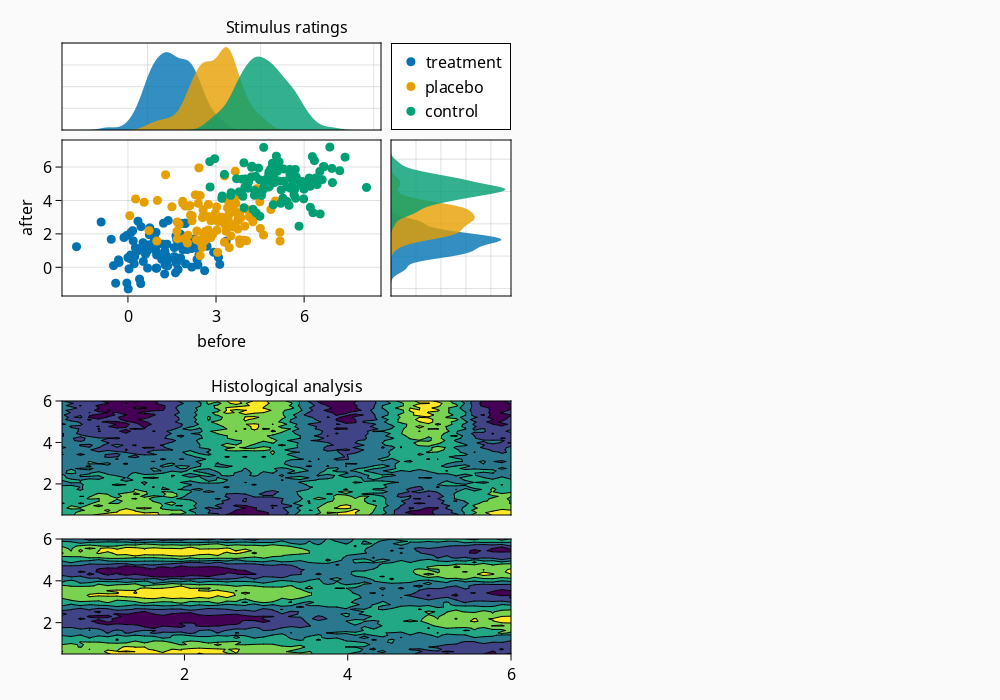 Stimulus ratings
treatment
placebo
control
6
4
2
0
after
0 3 6
before
Histological analysis
6
4
2
6
4
2
2 4 6